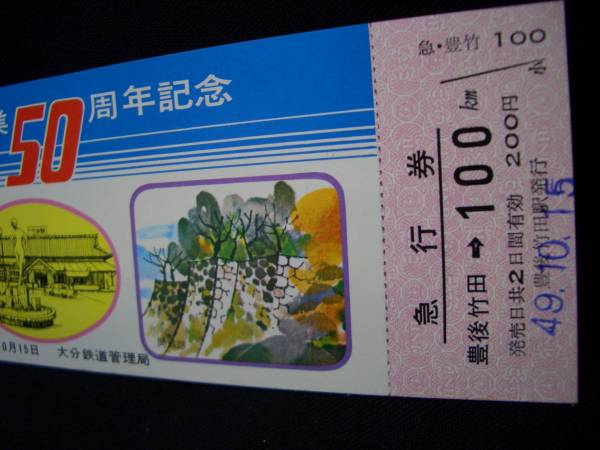 業50周年記念
0月15日 大分鉄道管理局
急・豊竹 100
急行券
豊後竹田➡100km
小
発売日共2日間有効 200円
豊後竹田駅発行
49.10.15